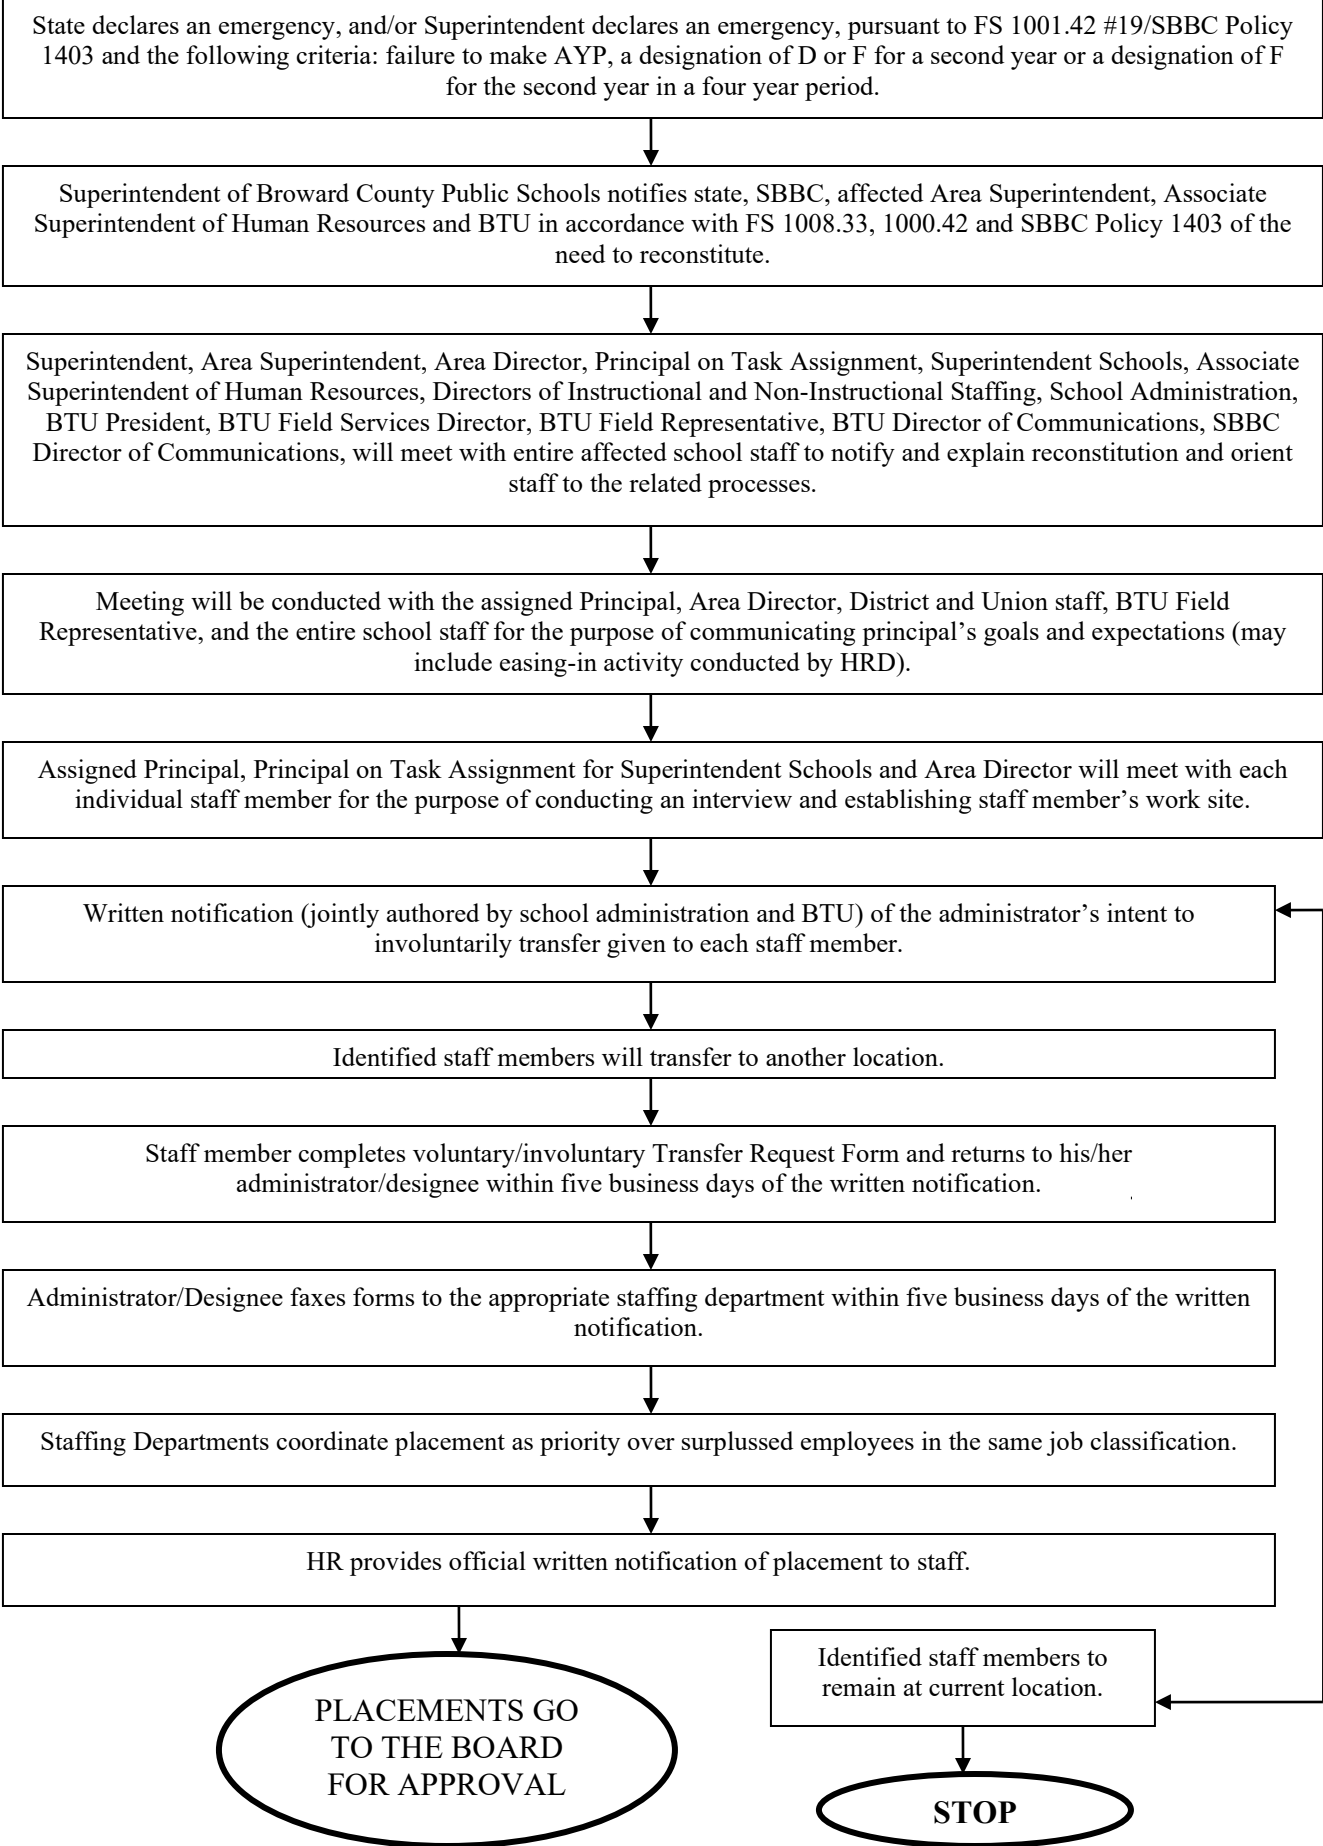 State declares an emergency, and/or Superintendent declares an emergency, pursuant to FS 1001.42 #19/SBBC Policy
1403 and the following criteria: failure to make AYP, a designation of D or F for a second year or a designation of F
for the second year in a four year period.
Superintendent of Broward County Public Schools notifies state, SBBC, affected Area Superintendent, Associate
Superintendent of Human Resources and BTU in accordance with FS 1008.33, 1000.42 and SBBC Policy 1403 of the
need to reconstitute.
Superintendent, Area Superintendent, Area Director, Principal on Task Assignment, Superintendent Schools, Associate
Superintendent of Human Resources, Directors of Instructional and Non-Instructional Staffing, School Administration,
BTU President, BTU Field Services Director, BTU Field Representative, BTU Director of Communications, SBBC
Director of Communications, will meet with entire affected school staff to notify and explain reconstitution and orient
staff to the related processes.
Meeting will be conducted with the assigned Principal, Area Director, District and Union staff, BTU Field
Representative, and the entire school staff for the purpose of communicating principal’s goals and expectations (may
include easing-in activity conducted by HRD).
Assigned Principal, Principal on Task Assignment for Superintendent Schools and Area Director will meet with each
individual staff member for the purpose of conducting an interview and establishing staff member’s work site.
Written notification (jointly authored by school administration and BTU) of the administrator’s intent to
involuntarily transfer given to each staff member.
Identified staff members will transfer to another location.
Staff member completes voluntary/involuntary Transfer Request Form and returns to his/her
administrator/designee within five business days of the written notification.
Administrator/Designee faxes forms to the appropriate staffing department within five business days of the written
notification.
Staffing Departments coordinate placement as priority over surplussed employees in the same job classification.
HR provides official written notification of placement to staff.
PLACEMENTS GO
TO THE BOARD
FOR APPROVAL
Identified staff members to
remain at current location.
STOP